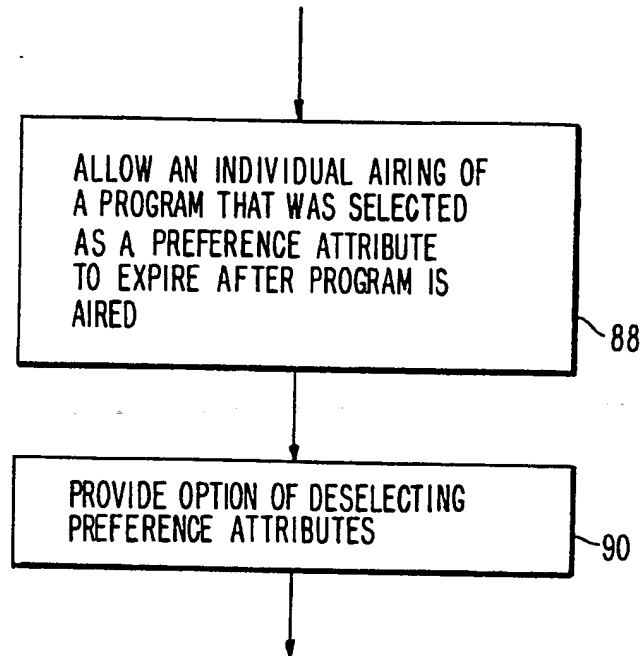 ALLOW AN INDIVIDUAL AIRING OF
A PROGRAM THAT WAS SELECTED
AS A PREFERENCE ATTRIBUTE
TO EXPIRE AFTER PROGRAM IS
AIRED
88
PROVIDE OPTION OF DESELECTING
PREFERENCE ATTRIBUTES
90